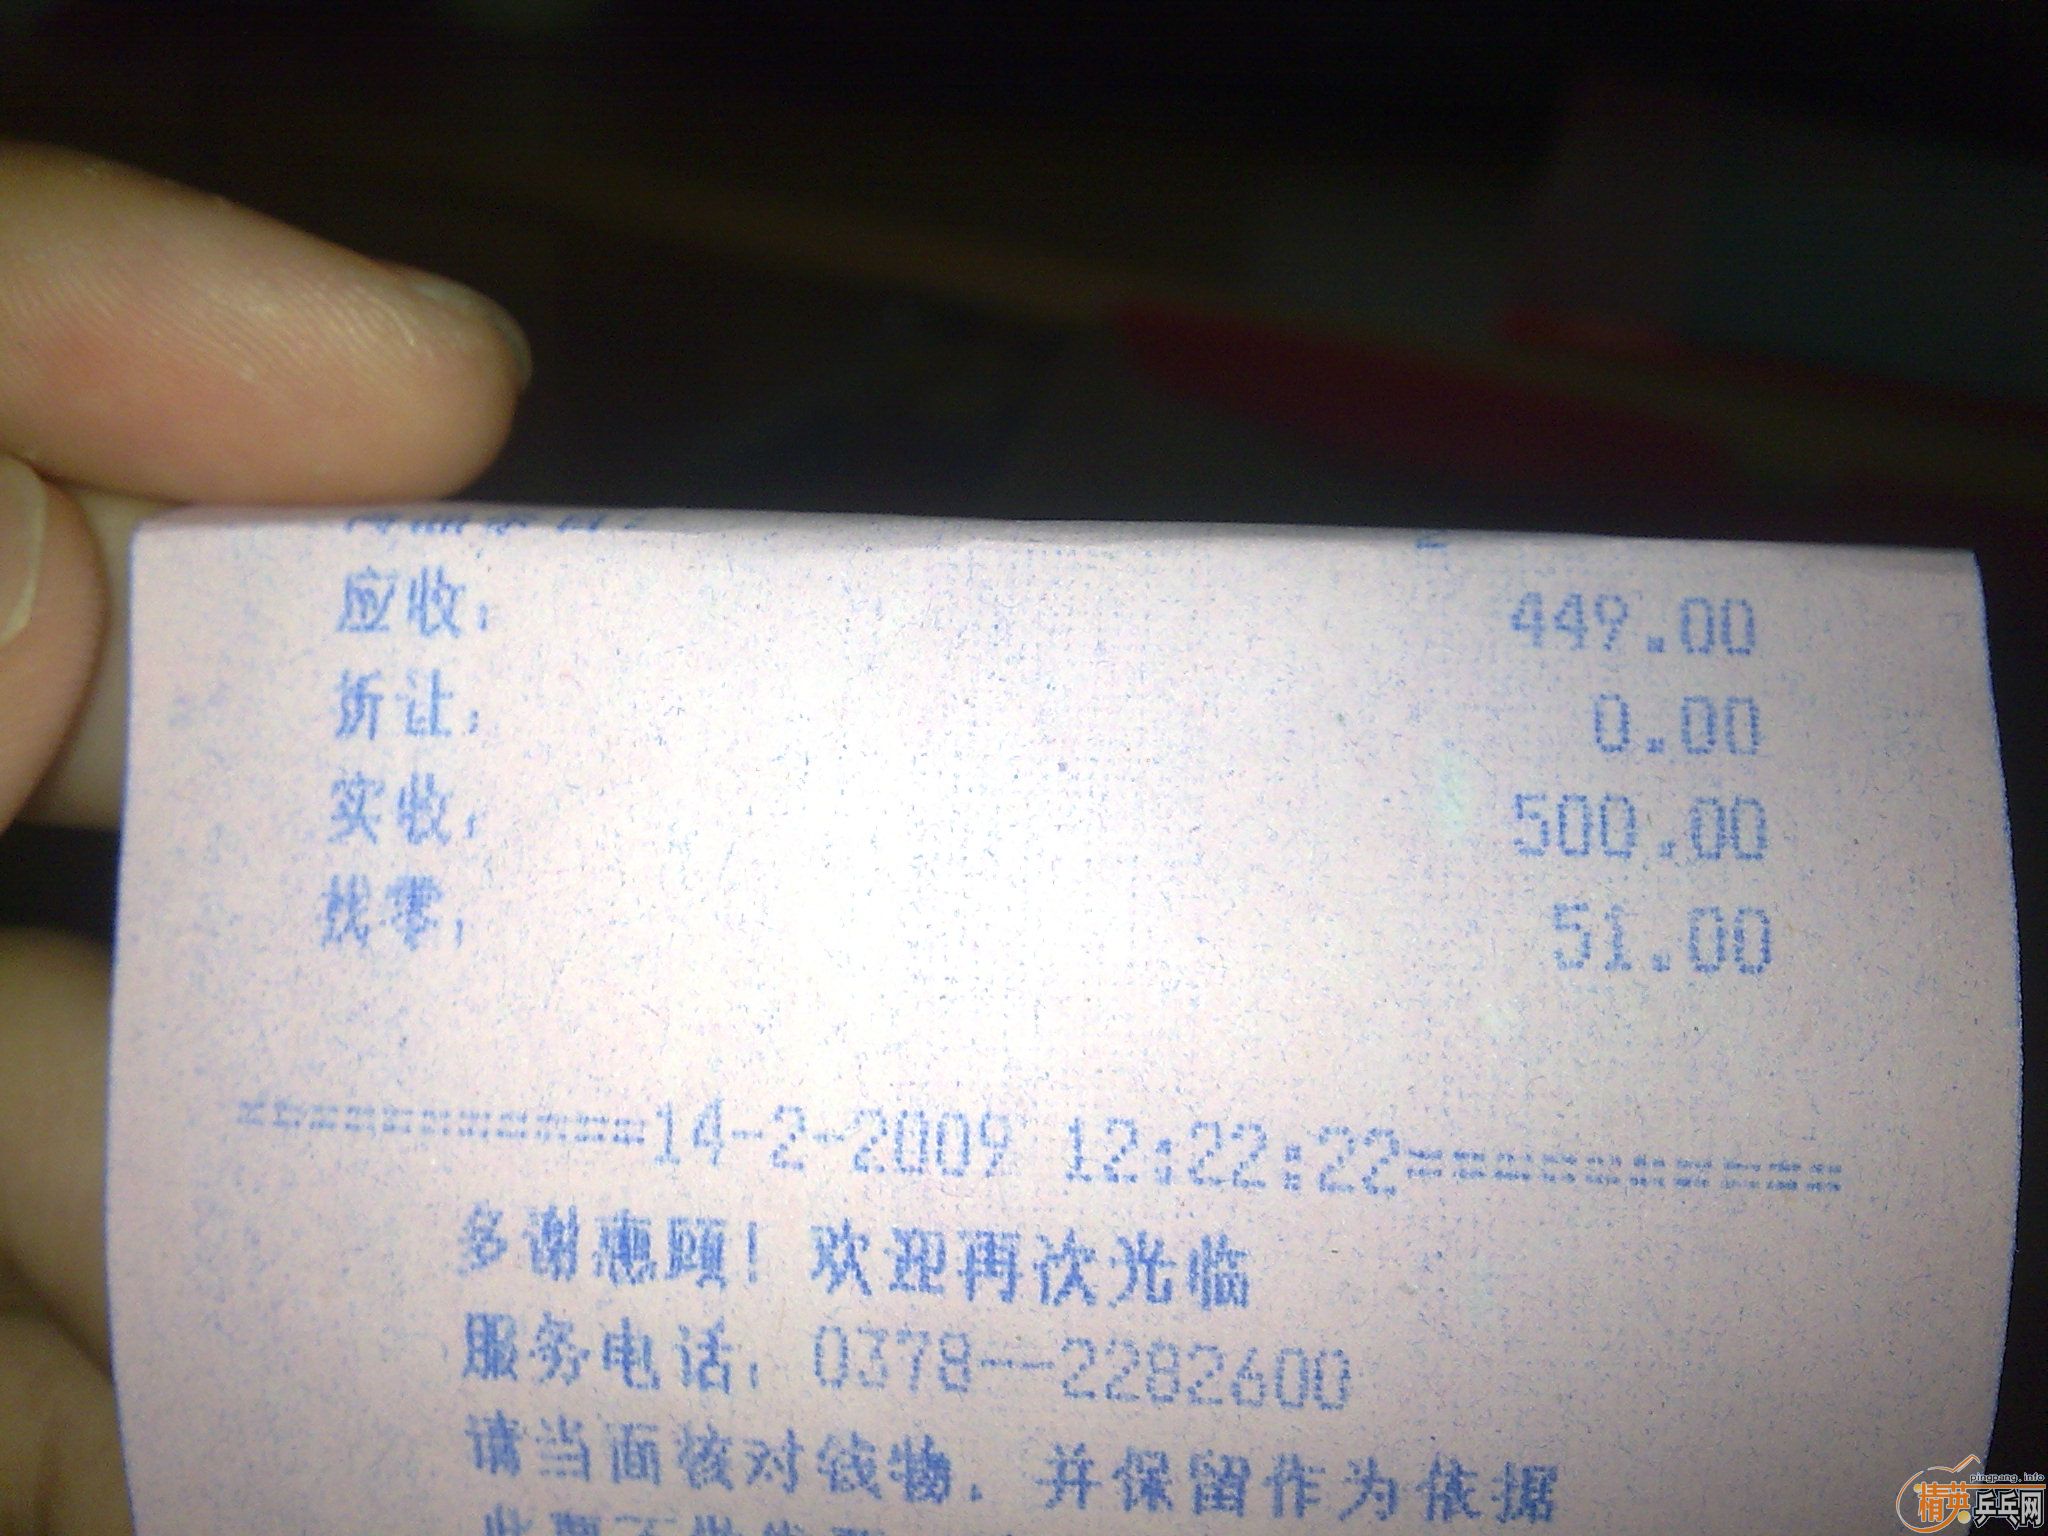 应收: 449.00
折让: 0.00
实收: 500.00
找零: 51.00
==========14-2-2009 12:22:22==========
多谢惠顾! 欢迎再次光临
服务电话: 0378--2282600
请当面核对钱物, 并保留作为依据
pingpang.info
精英乒乓网